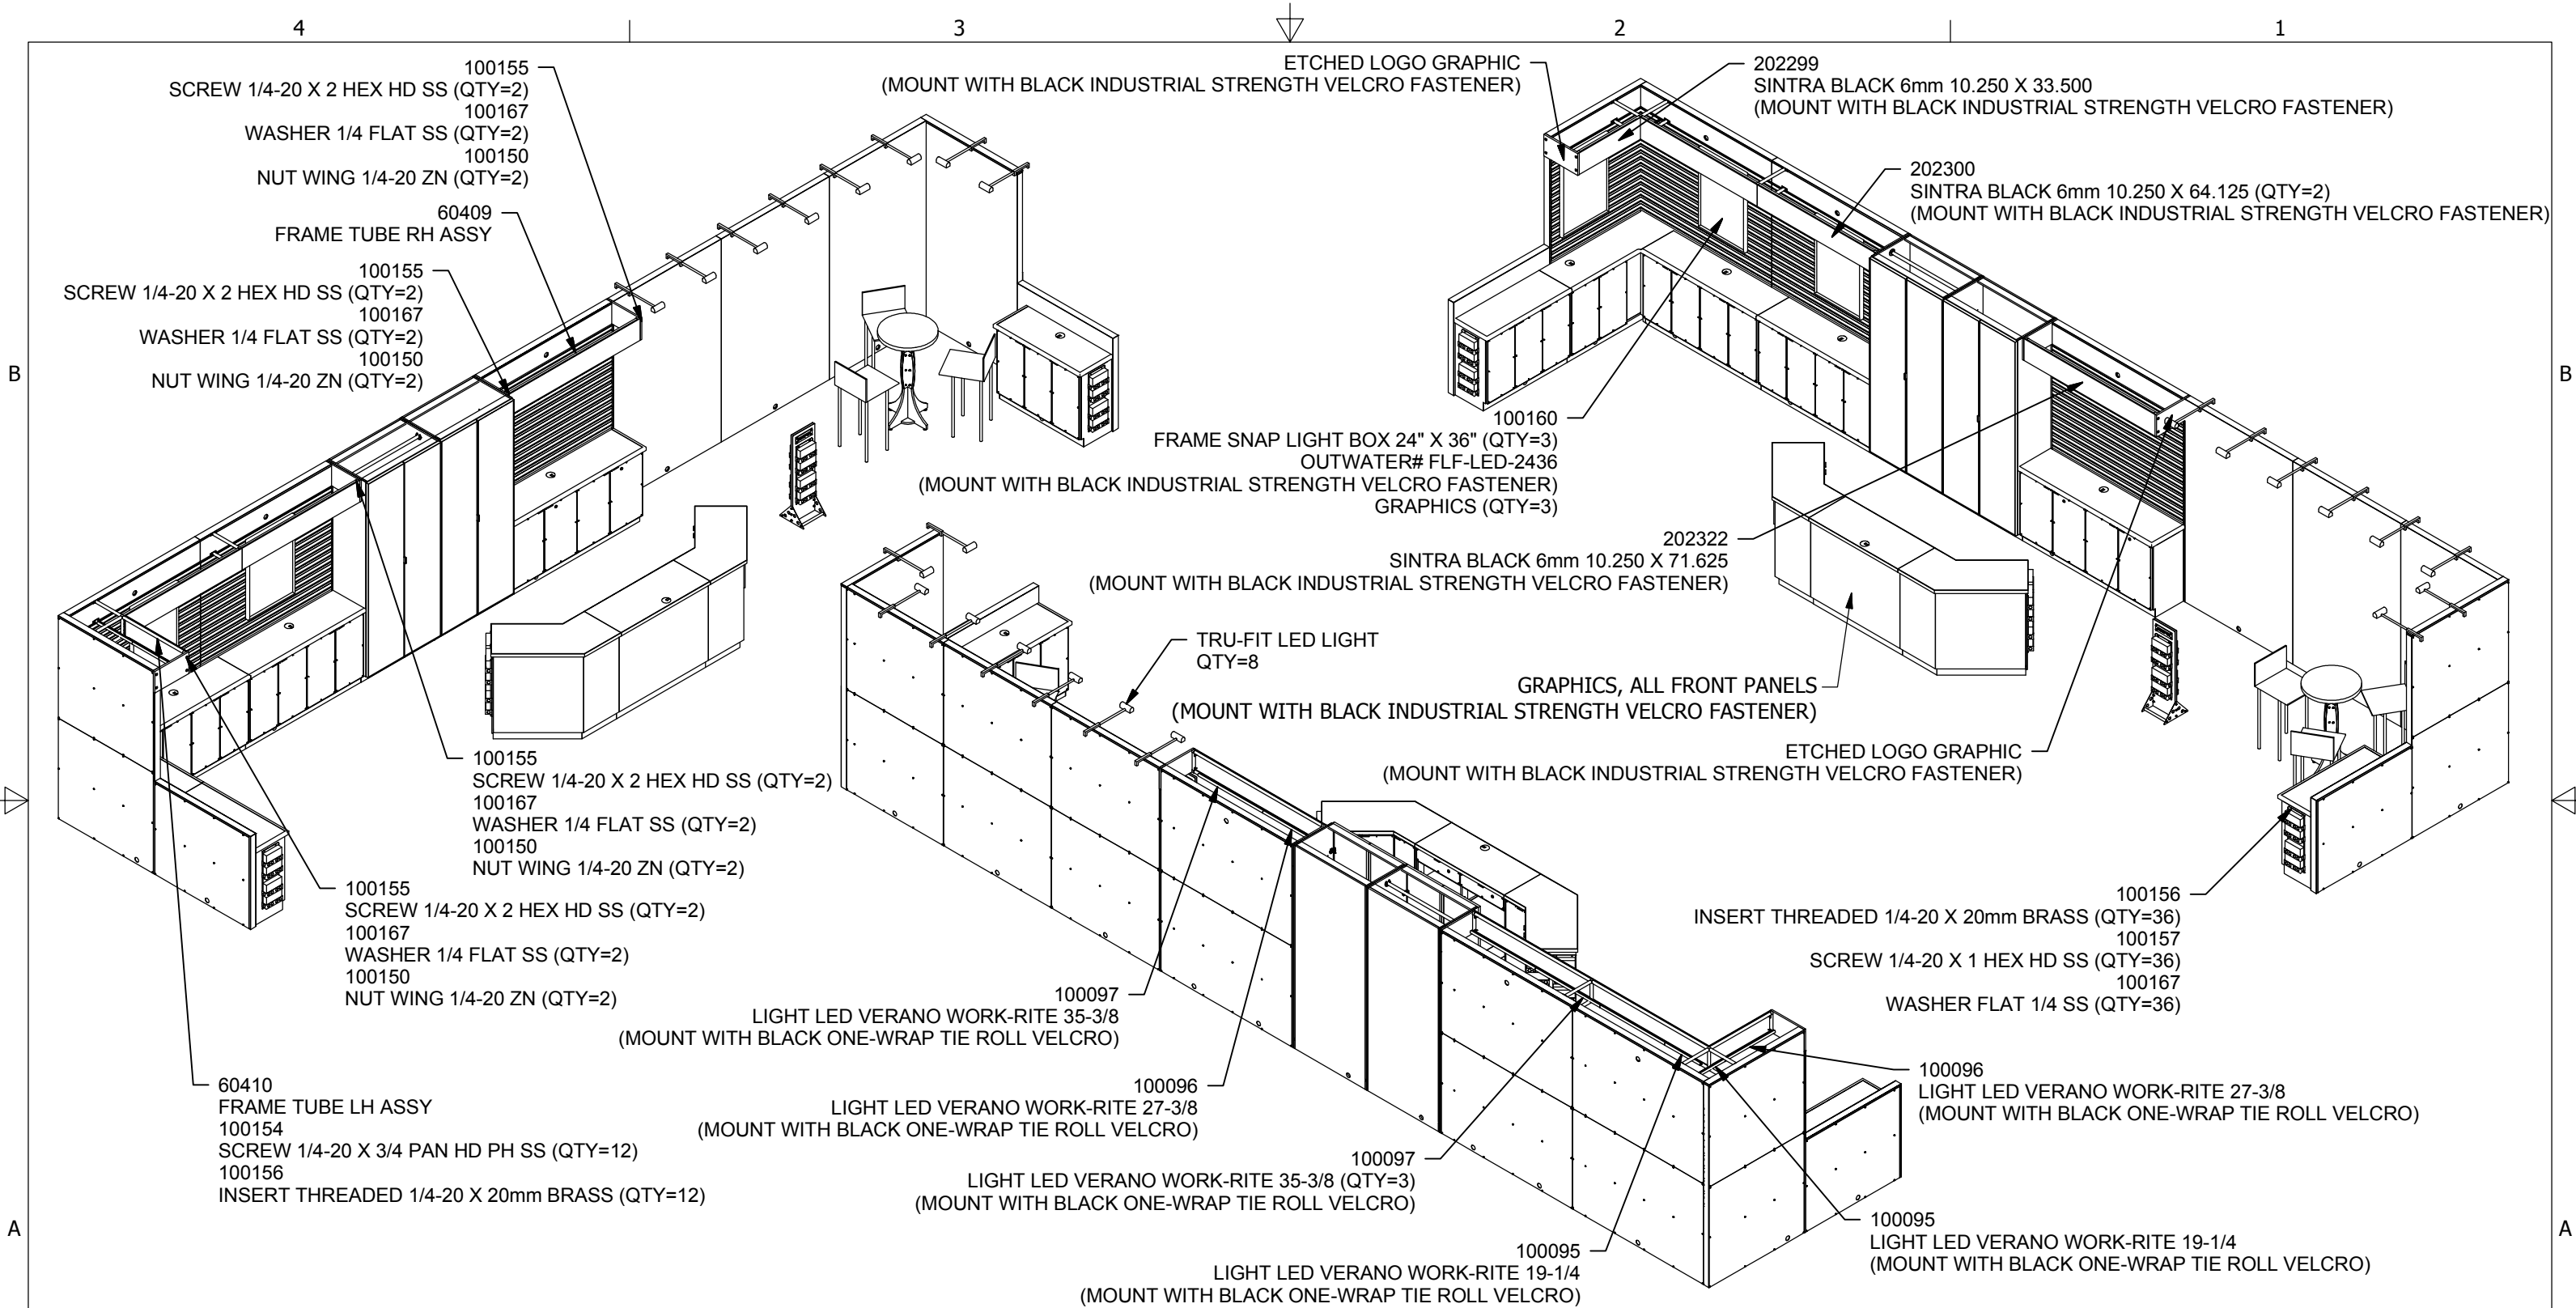 4
3
2
1
100155
SCREW 1/4-20 X 2 HEX HD SS (QTY=2)
100167
WASHER 1/4 FLAT SS (QTY=2)
100150
NUT WING 1/4-20 ZN (QTY=2)
60409
FRAME TUBE RH ASSY
100155
SCREW 1/4-20 X 2 HEX HD SS (QTY=2)
100167
WASHER 1/4 FLAT SS (QTY=2)
100150
NUT WING 1/4-20 ZN (QTY=2)
ETCHED LOGO GRAPHIC
(MOUNT WITH BLACK INDUSTRIAL STRENGTH VELCRO FASTENER)
202299
SINTRA BLACK 6mm 10.250 X 33.500
(MOUNT WITH BLACK INDUSTRIAL STRENGTH VELCRO FASTENER)
202300
SINTRA BLACK 6mm 10.250 X 64.125 (QTY=2)
(MOUNT WITH BLACK INDUSTRIAL STRENGTH VELCRO FASTENER)
B
B
100160
FRAME SNAP LIGHT BOX 24" X 36" (QTY=3)
OUTWATER# FLF-LED-2436
(MOUNT WITH BLACK INDUSTRIAL STRENGTH VELCRO FASTENER)
GRAPHICS (QTY=3)
202322
SINTRA BLACK 6mm 10.250 X 71.625
(MOUNT WITH BLACK INDUSTRIAL STRENGTH VELCRO FASTENER)
TRU-FIT LED LIGHT
QTY=8
GRAPHICS, ALL FRONT PANELS
(MOUNT WITH BLACK INDUSTRIAL STRENGTH VELCRO FASTENER)
ETCHED LOGO GRAPHIC
(MOUNT WITH BLACK INDUSTRIAL STRENGTH VELCRO FASTENER)
100155
SCREW 1/4-20 X 2 HEX HD SS (QTY=2)
100167
WASHER 1/4 FLAT SS (QTY=2)
100150
NUT WING 1/4-20 ZN (QTY=2)
100155
SCREW 1/4-20 X 2 HEX HD SS (QTY=2)
100167
WASHER 1/4 FLAT SS (QTY=2)
100150
NUT WING 1/4-20 ZN (QTY=2)
100156
INSERT THREADED 1/4-20 X 20mm BRASS (QTY=36)
100157
SCREW 1/4-20 X 1 HEX HD SS (QTY=36)
100167
WASHER FLAT 1/4 SS (QTY=36)
100097
LIGHT LED VERANO WORK-RITE 35-3/8
(MOUNT WITH BLACK ONE-WRAP TIE ROLL VELCRO)
60410
FRAME TUBE LH ASSY
100154
SCREW 1/4-20 X 3/4 PAN HD PH SS (QTY=12)
100156
INSERT THREADED 1/4-20 X 20mm BRASS (QTY=12)
100096
LIGHT LED VERANO WORK-RITE 27-3/8
(MOUNT WITH BLACK ONE-WRAP TIE ROLL VELCRO)
100096
LIGHT LED VERANO WORK-RITE 27-3/8
(MOUNT WITH BLACK ONE-WRAP TIE ROLL VELCRO)
100097
LIGHT LED VERANO WORK-RITE 35-3/8 (QTY=3)
(MOUNT WITH BLACK ONE-WRAP TIE ROLL VELCRO)
A
A
100095
LIGHT LED VERANO WORK-RITE 19-1/4
(MOUNT WITH BLACK ONE-WRAP TIE ROLL VELCRO)
100095
LIGHT LED VERANO WORK-RITE 19-1/4
(MOUNT WITH BLACK ONE-WRAP TIE ROLL VELCRO)